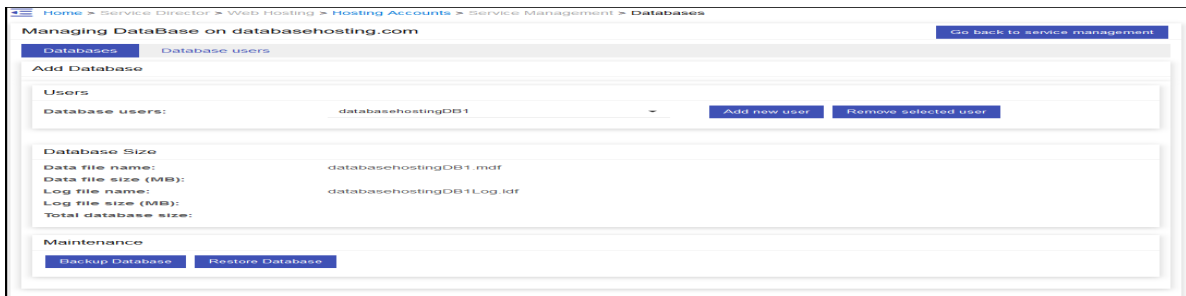 Home > Service Director > Web Hosting > Hosting Accounts > Service Management > Databases
Managing DataBase on databasehosting.com
Go back to service management
Databases Database users
Add Database
Users
Database users: databasehostingDB1 Add new user Remove selected user
Database Size
Data file name: databasehostingDB1.mdf
Data file size (MB):
Log file name: databasehostingDB1Log.ldf
Log file size (MB):
Total database size:
Maintenance
Backup Database Restore Database